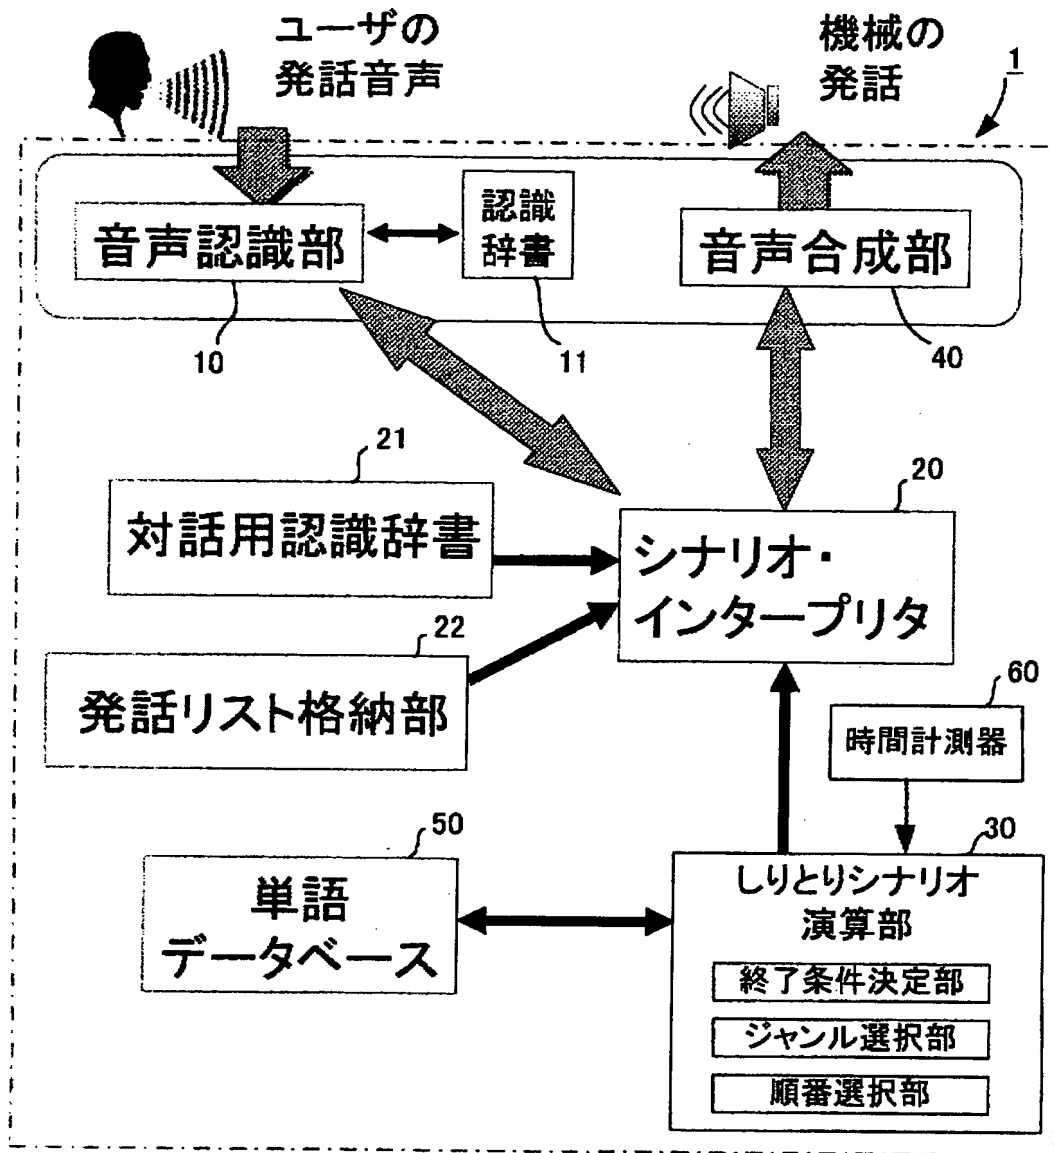 ユーザの
発話音声
機械の
発話
1
音声認識部
認識
辞書
音声合成部
10
11
40
21
対話用認識辞書
20
シナリオ・
インタープリタ
22
発話リスト格納部
60
時間計測器
50
単語
データベース
30
しりとりシナリオ
演算部
終了条件決定部
ジャンル選択部
順番選択部